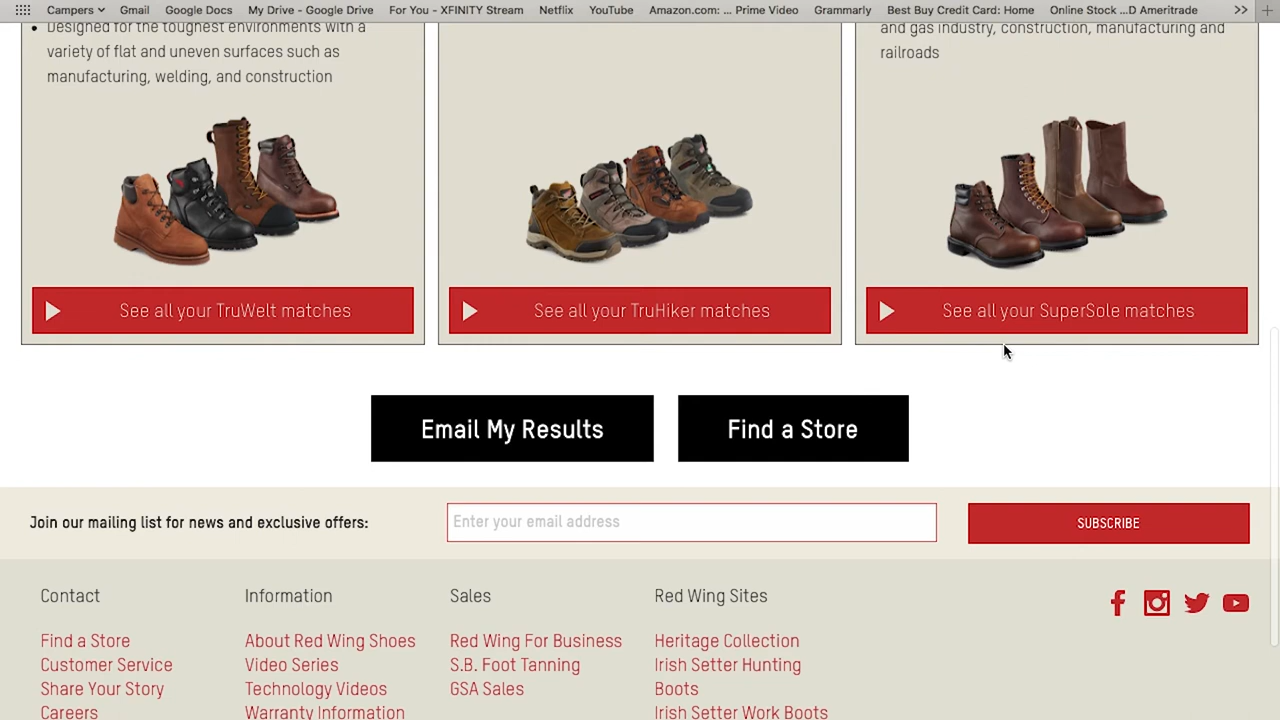 Campers
Gmail
Google Docs
My Drive - Google Drive
For You - XFINITY Stream
Netflix
YouTube
Amazon.com: ... Prime Video
Grammarly
Best Buy Credit Card: Home
Online Stock ...D Ameritrade
Designed for the toughest environments with a
variety of flat and uneven surfaces such as
manufacturing, welding, and construction
and gas industry, construction, manufacturing and
railroads
See all your TruWelt matches
See all your TruHiker matches
See all your SuperSole matches
Email My Results
Find a Store
Join our mailing list for news and exclusive offers:
Enter your email address
SUBSCRIBE
Contact
Find a Store
Customer Service
Share Your Story
Careers
Information
About Red Wing Shoes
Video Series
Technology Videos
Warranty Information
Sales
Red Wing For Business
S.B. Foot Tanning
GSA Sales
Red Wing Sites
Heritage Collection
Irish Setter Hunting
Boots
Irish Setter Work Boots